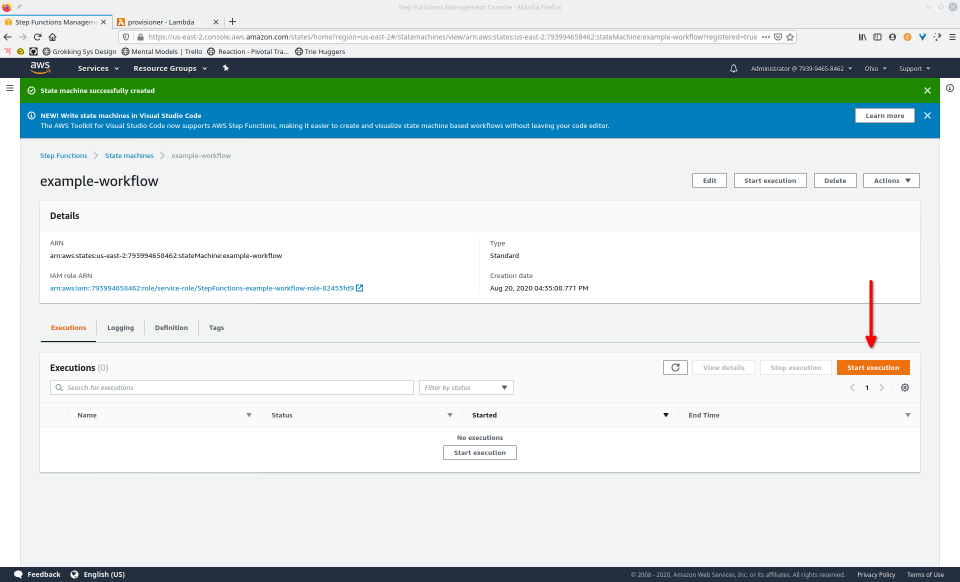 Step Functions Management Console - Mozilla Firefox
Step Functions Managemen
provisioner - Lambda
https://us-east-2.console.aws.amazon.com/states/home?region=us-east-2#/statemachines/view/arn:aws:states:us-east-2:793994658462:stateMachine:example-workflow?registered=true
Grokking Sys Design
Mental Models | Trello
Reaction - Pivotal Tra...
Trie Huggers
aws
Services
Resource Groups
Administrator @ 7939-9465-8462
Ohio
Support
State machine successfully created
NEW! Write state machines in Visual Studio Code
The AWS Toolkit for Visual Studio Code now supports AWS Step Functions, making it easier to create and visualize state machine based workflows without leaving your code editor.
Learn more
Step Functions
State machines
example-workflow
example-workflow
Edit
Start execution
Delete
Actions
Details
ARN
arn:aws:states:us-east-2:793994658462:stateMachine:example-workflow
Type
Standard
IAM role ARN
arn:aws:iam::793994658462:role/service-role/StepFunctions-example-workflow-role-82453fd9
Creation date
Aug 20, 2020 04:35:08.771 PM
Executions
Logging
Definition
Tags
Executions (0)
View details
Stop execution
Start execution
Search for executions
Filter by status
1
Name
Status
Started
End Time
No executions
Start execution
Feedback
English (US)
© 2008 - 2020, Amazon Web Services, Inc. or its affiliates. All rights reserved.
Privacy Policy
Terms of Use